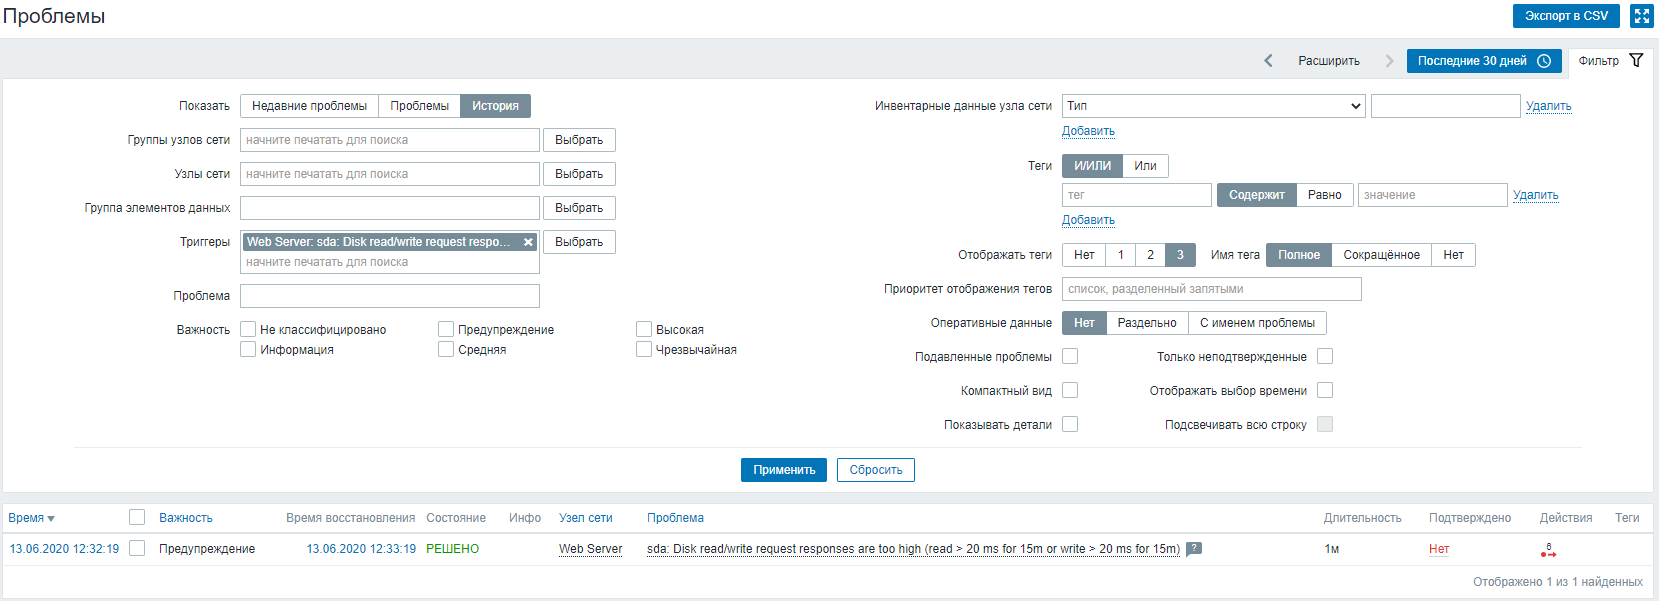 Проблемы
Экспорт в CSV
Расширить
Последние 30 дней
Фильтр
Показать Недавние проблемы Проблемы История
Группы узлов сети начните печатать для поиска Выбрать
Узлы сети начните печатать для поиска Выбрать
Группа элементов данных Выбрать
Триггеры Web Server: sda: Disk read/write request respo... Выбрать
начните печатать для поиска
Проблема
Важность Не классифицировано Предупреждение Высокая
Информация Средняя Чрезвычайная
Инвентарные данные узла сети Тип Удалить
Добавить
Теги И/ИЛИ Или
тег Содержит Равно значение Удалить
Добавить
Отображать теги Нет 1 2 3 Имя тега Полное Сокращённое Нет
Приоритет отображения тегов список, разделенный запятыми
Оперативные данные Нет Раздельно С именем проблемы
Подавленные проблемы Только неподтвержденные
Компактный вид Отображать выбор времени
Показывать детали Подсвечивать всю строку
Применить Сбросить
Время Важность Время восстановления Состояние Инфо Узел сети Проблема Длительность Подтверждено Действия Теги
13.06.2020 12:32:19 Предупреждение 13.06.2020 12:33:19 РЕШЕНО Web Server sda: Disk read/write request responses are too high (read > 20 ms for 15m or write > 20 ms for 15m) ? 1м Нет 6
Отображено 1 из 1 найденных